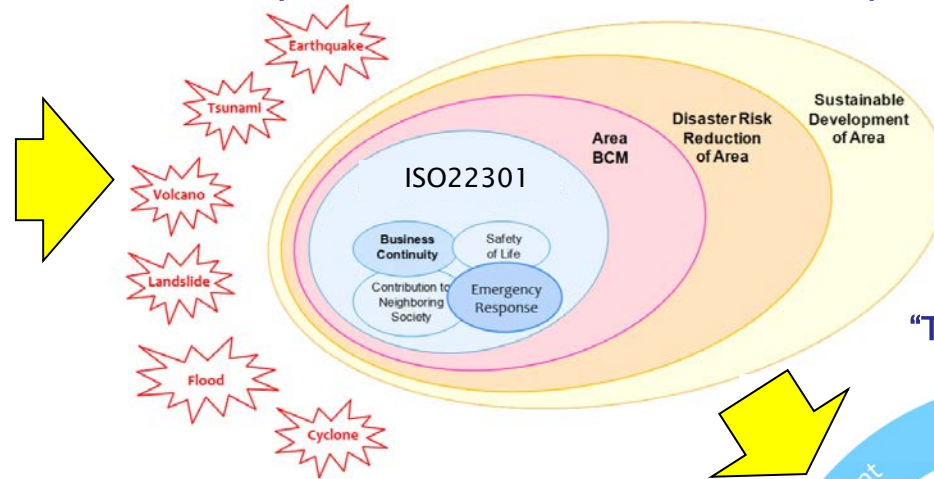 Earthquake
Tsunami
Volcano
Landslide
Flood
Cyclone
ISO22301
Business
Continuity
Safety
of Life
Contribution to
Neighboring
Society
Emergency
Response
Area
BCM
Disaster Risk
Reduction
of Area
Sustainable
Development
of Area
"T
nt